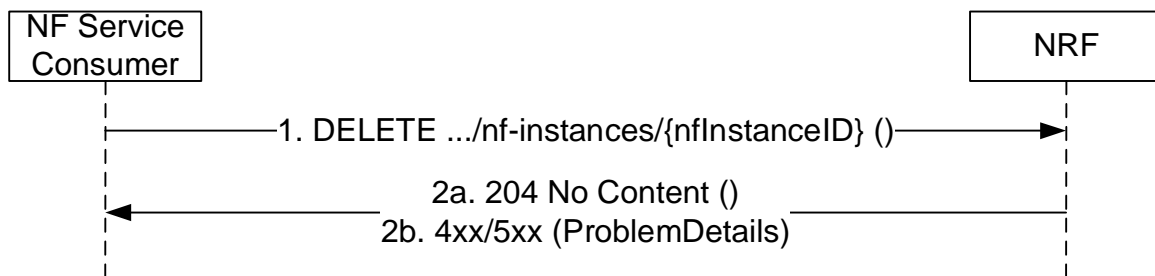 NF Service
Consumer
NRF
1. DELETE .../nf-instances/{nfInstanceID} ()
2a. 204 No Content ()
2b. 4xx/5xx (ProblemDetails)